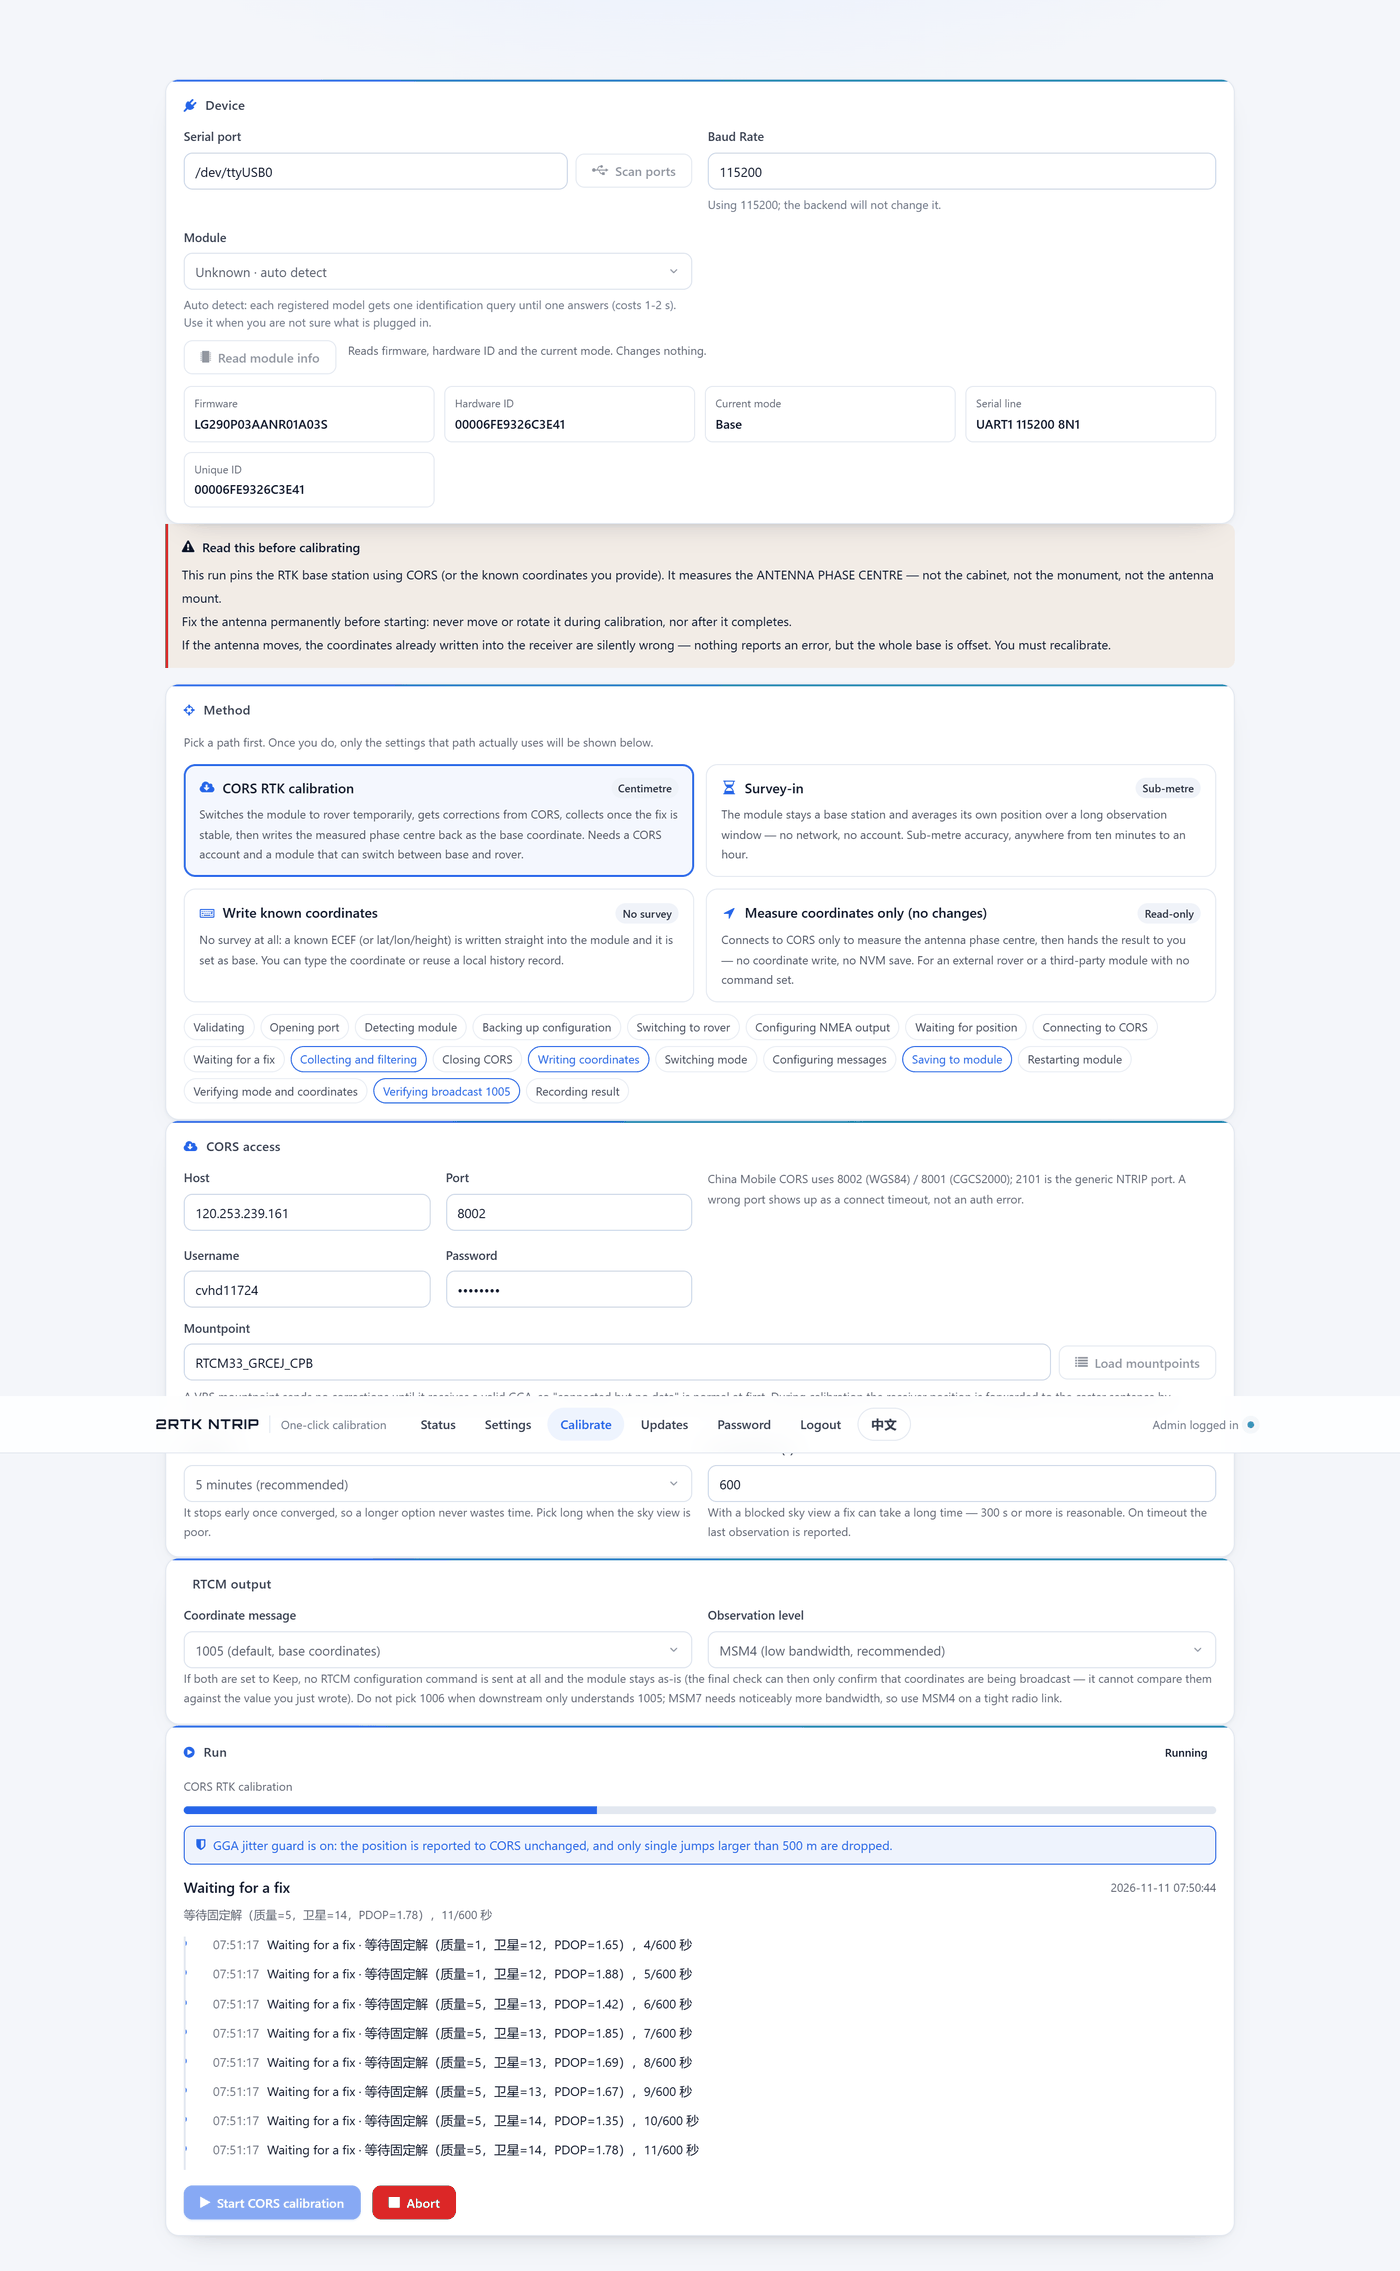 Device
Serial port
Baud Rate
/dev/ttyUSB0
Scan ports
115200
Using 115200; the backend will not change it.
Module
Unknown · auto detect
Auto detect: each registered model gets one identification query until one answers (costs 1-2 s).
Use it when you are not sure what is plugged in.
Read module info
Reads firmware, hardware ID and the current mode. Changes nothing.
Firmware
LG290P03AANR01A03S
Hardware ID
00006FE9326C3E41
Current mode
Base
Serial line
UART1 115200 8N1
Unique ID
00006FE9326C3E41
Read this before calibrating
This run pins the RTK base station using CORS (or the known coordinates you provide). It measures the ANTENNA PHASE CENTRE — not the cabinet, not the monument, not the antenna
mount.
Fix the antenna permanently before starting: never move or rotate it during calibration, nor after it completes.
If the antenna moves, the coordinates already written into the receiver are silently wrong — nothing reports an error, but the whole base is offset. You must recalibrate.
Method
Pick a path first. Once you do, only the settings that path actually uses will be shown below.
CORS RTK calibration
Centimetre
Switches the module to rover temporarily, gets corrections from CORS, collects once the fix is
stable, then writes the measured phase centre back as the base coordinate. Needs a CORS
account and a module that can switch between base and rover.
Survey-in
Sub-metre
The module stays a base station and averages its own position over a long observation
window — no network, no account. Sub-metre accuracy, anywhere from ten minutes to an
hour.
Write known coordinates
No survey
No survey at all: a known ECEF (or lat/lon/height) is written straight into the module and it is
set as base. You can type the coordinate or reuse a local history record.
Measure coordinates only (no changes)
Read-only
Connects to CORS only to measure the antenna phase centre, then hands the result to you
— no coordinate write, no NVM save. For an external rover or a third-party module with no
command set.
Validating
Opening port
Detecting module
Backing up configuration
Switching to rover
Configuring NMEA output
Waiting for position
Connecting to CORS
Waiting for a fix
Collecting and filtering
Closing CORS
Writing coordinates
Switching mode
Configuring messages
Saving to module
Restarting module
Verifying mode and coordinates
Verifying broadcast 1005
Recording result
CORS access
Host
Port
China Mobile CORS uses 8002 (WGS84) / 8001 (CGCS2000); 2101 is the generic NTRIP port. A
wrong port shows up as a connect timeout, not an auth error.
120.253.239.161
8002
Username
Password
cvhd11724
••••••••
Mountpoint
RTCM33_GRCEJ_CPB
Load mountpoints
2RTK NTRIP
One-click calibration
Status
Settings
Calibrate
Updates
Password
Logout
中文
Admin logged in
5 minutes (recommended)
600
It stops early once converged, so a longer option never wastes time. Pick long when the sky view is
poor.
With a blocked sky view a fix can take a long time — 300 s or more is reasonable. On timeout the
last observation is reported.
RTCM output
Coordinate message
Observation level
1005 (default, base coordinates)
MSM4 (low bandwidth, recommended)
If both are set to Keep, no RTCM configuration command is sent at all and the module stays as-is (the final check can then only confirm that coordinates are being broadcast — it cannot compare them
against the value you just wrote). Do not pick 1006 when downstream only understands 1005; MSM7 needs noticeably more bandwidth, so use MSM4 on a tight radio link.
Run
Running
CORS RTK calibration
GGA jitter guard is on: the position is reported to CORS unchanged, and only single jumps larger than 500 m are dropped.
Waiting for a fix
2026-11-11 07:50:44
等待固定解（质量=5，卫星=14，PDOP=1.78），11/600 秒
07:51:17 Waiting for a fix · 等待固定解（质量=1，卫星=12，PDOP=1.65），4/600 秒
07:51:17 Waiting for a fix · 等待固定解（质量=1，卫星=12，PDOP=1.88），5/600 秒
07:51:17 Waiting for a fix · 等待固定解（质量=5，卫星=13，PDOP=1.42），6/600 秒
07:51:17 Waiting for a fix · 等待固定解（质量=5，卫星=13，PDOP=1.85），7/600 秒
07:51:17 Waiting for a fix · 等待固定解（质量=5，卫星=13，PDOP=1.69），8/600 秒
07:51:17 Waiting for a fix · 等待固定解（质量=5，卫星=13，PDOP=1.67），9/600 秒
07:51:17 Waiting for a fix · 等待固定解（质量=5，卫星=14，PDOP=1.35），10/600 秒
07:51:17 Waiting for a fix · 等待固定解（质量=5，卫星=14，PDOP=1.78），11/600 秒
Start CORS calibration
Abort